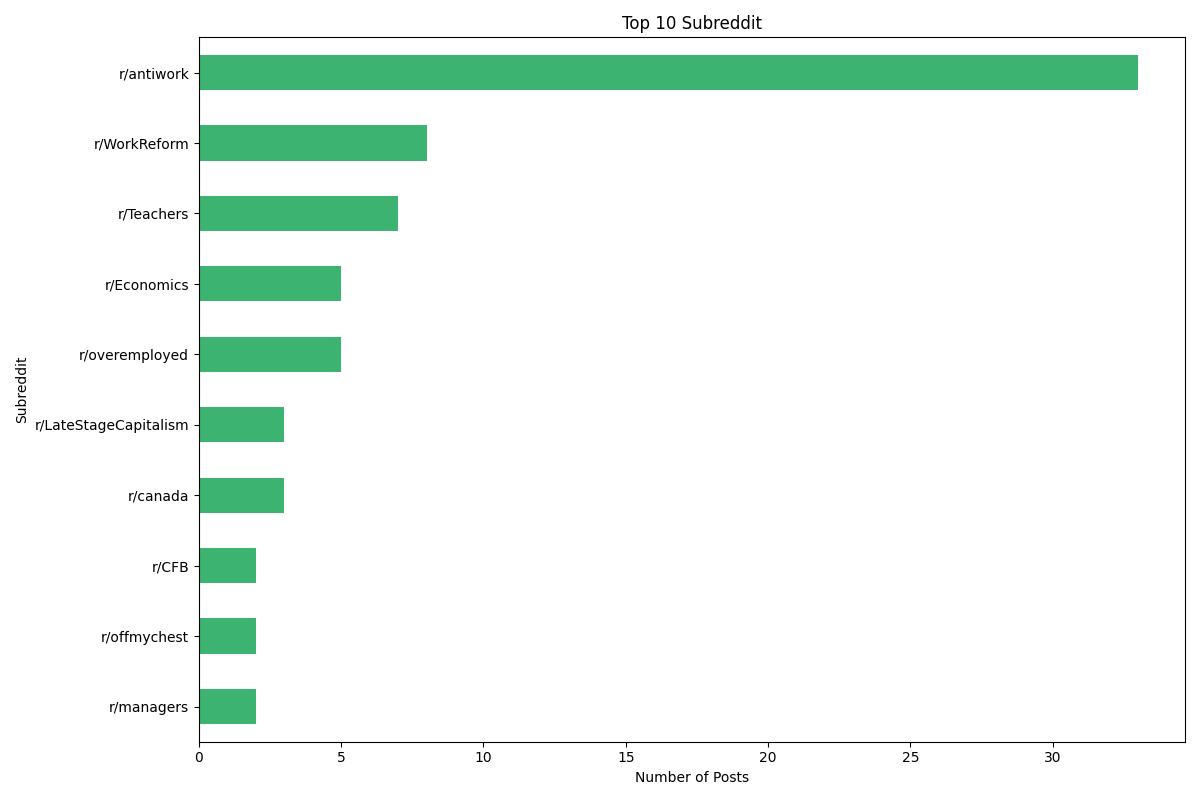 Top 10 Subreddit
r/antiwork
r/WorkReform
r/Teachers
r/Economics
r/overemployed
r/LateStageCapitalism
r/canada
r/CFB
r/offmychest
r/managers
Subreddit
0 5 10 15 20 25 30
Number of Posts